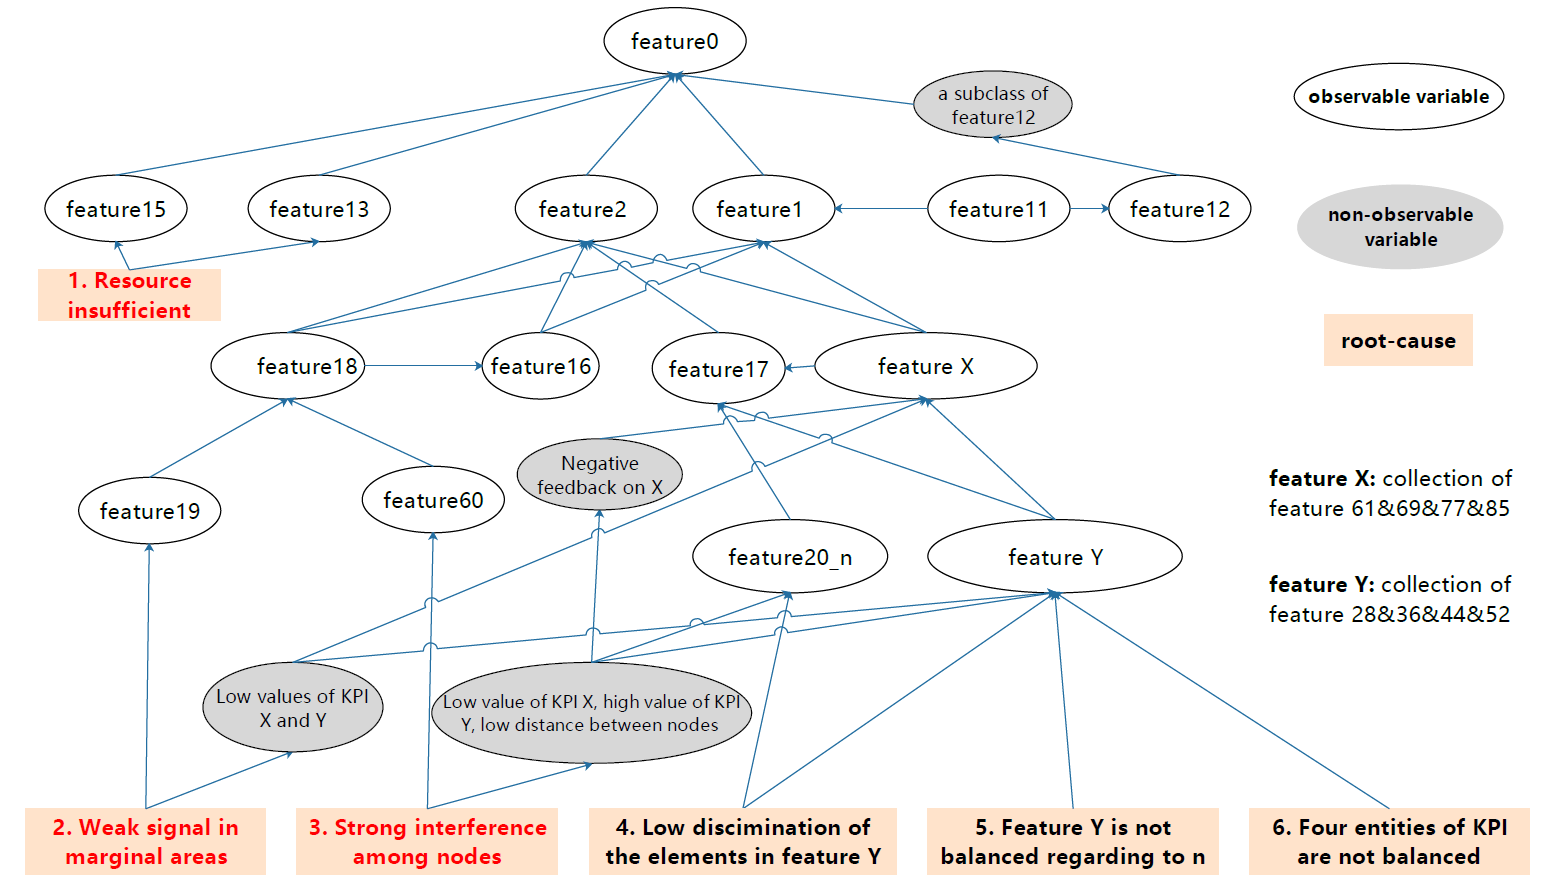 feature0
a subclass of
feature12
observable variable
feature15
feature13
feature2
feature1
feature11
feature12
non-observable
variable
1. Resource
insufficient
root-cause
feature18
feature16
feature17
feature X
Negative
feedback on X
feature19
feature60
feature20_n
feature Y
feature X: collection of
feature 61&69&77&85
feature Y: collection of
feature 28&36&44&52
Low values of KPI
X and Y
Low value of KPI X, high value of KPI
Y, low distance between nodes
2. Weak signal in
marginal areas
3. Strong interference
among nodes
4. Low discimination of
the elements in feature Y
5. Feature Y is not
balanced regarding to n
6. Four entities of KPI
are not balanced